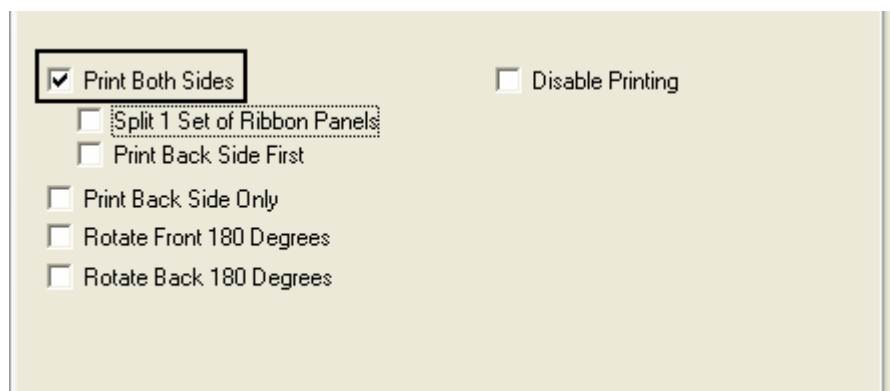 Print Both Sides
Disable Printing
Split 1 Set of Ribbon Panels
Print Back Side First
Print Back Side Only
Rotate Front 180 Degrees
Rotate Back 180 Degrees